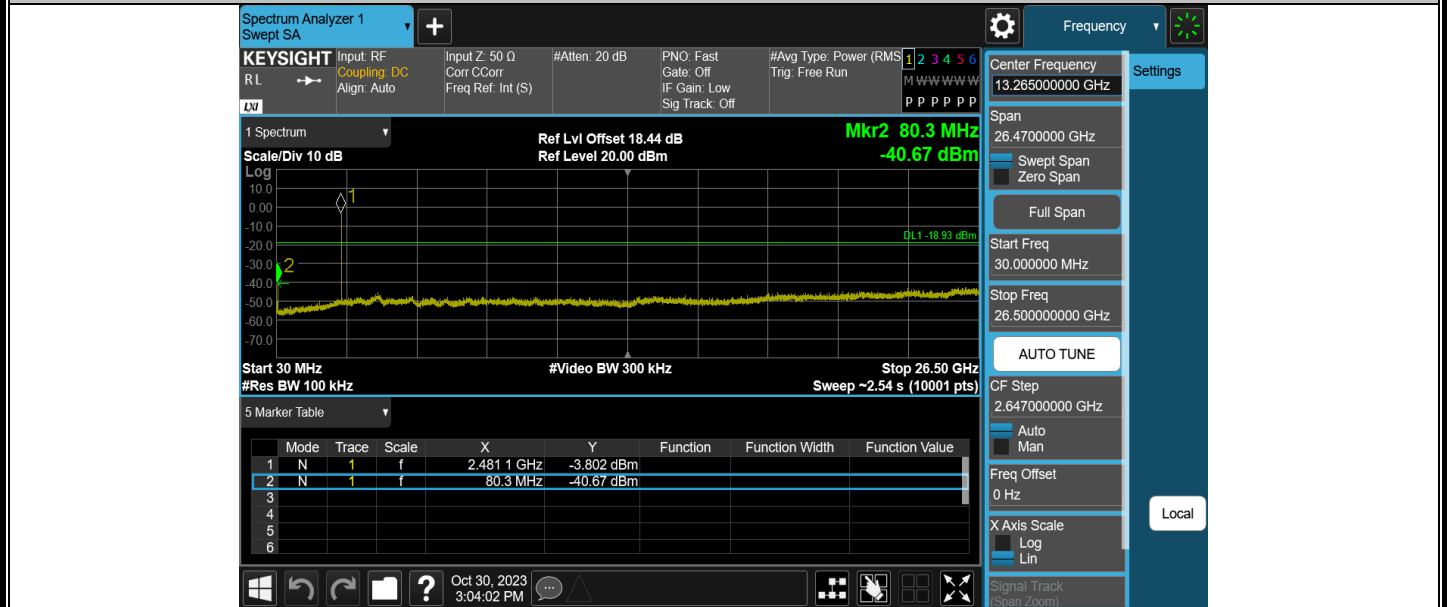 Spectrum Analyzer 1
Swept SA
+
Frequency
KEYSIGHT
RL
LXI
Input: RF
Coupling: DC
Align: Auto
Input Z: 50 Ω
Corr CCorr
Freq Ref: Int (S)
#Atten: 20 dB
PNO: Fast
Gate: Off
IF Gain: Low
Sig Track: Off
#Avg Type: Power (RMS
Trig: Free Run
1 2 3 4 5 6
M W W W W W
P P P P P P
1 Spectrum
Scale/Div 10 dB
Log
Ref Lvl Offset 18.44 dB
Ref Level 20.00 dBm
Mkr2 80.3 MHz
-40.67 dBm
10.0
0.00
-10.0
-20.0
-30.0
-40.0
-50.0
-60.0
-70.0
1
2
DL1 -18.93 dBm
Start 30 MHz
#Video BW 300 kHz
Stop 26.50 GHz
#Res BW 100 kHz
Sweep ~2.54 s (10001 pts)
5 Marker Table
Mode Trace Scale X Y Function Function Width Function Value
1 N 1 f 2.481 1 GHz -3.802 dBm
2 N 1 f 80.3 MHz -40.67 dBm
3
4
5
6
Oct 30, 2023
3:04:02 PM
?
Center Frequency
13.265000000 GHz
Settings
Span
26.4700000 GHz
Swept Span
Zero Span
Full Span
Start Freq
30.000000 MHz
Stop Freq
26.500000000 GHz
AUTO TUNE
CF Step
2.647000000 GHz
Auto
Man
Freq Offset
0 Hz
X Axis Scale
Log
Lin
Signal Track
(Span Zoom)
Local